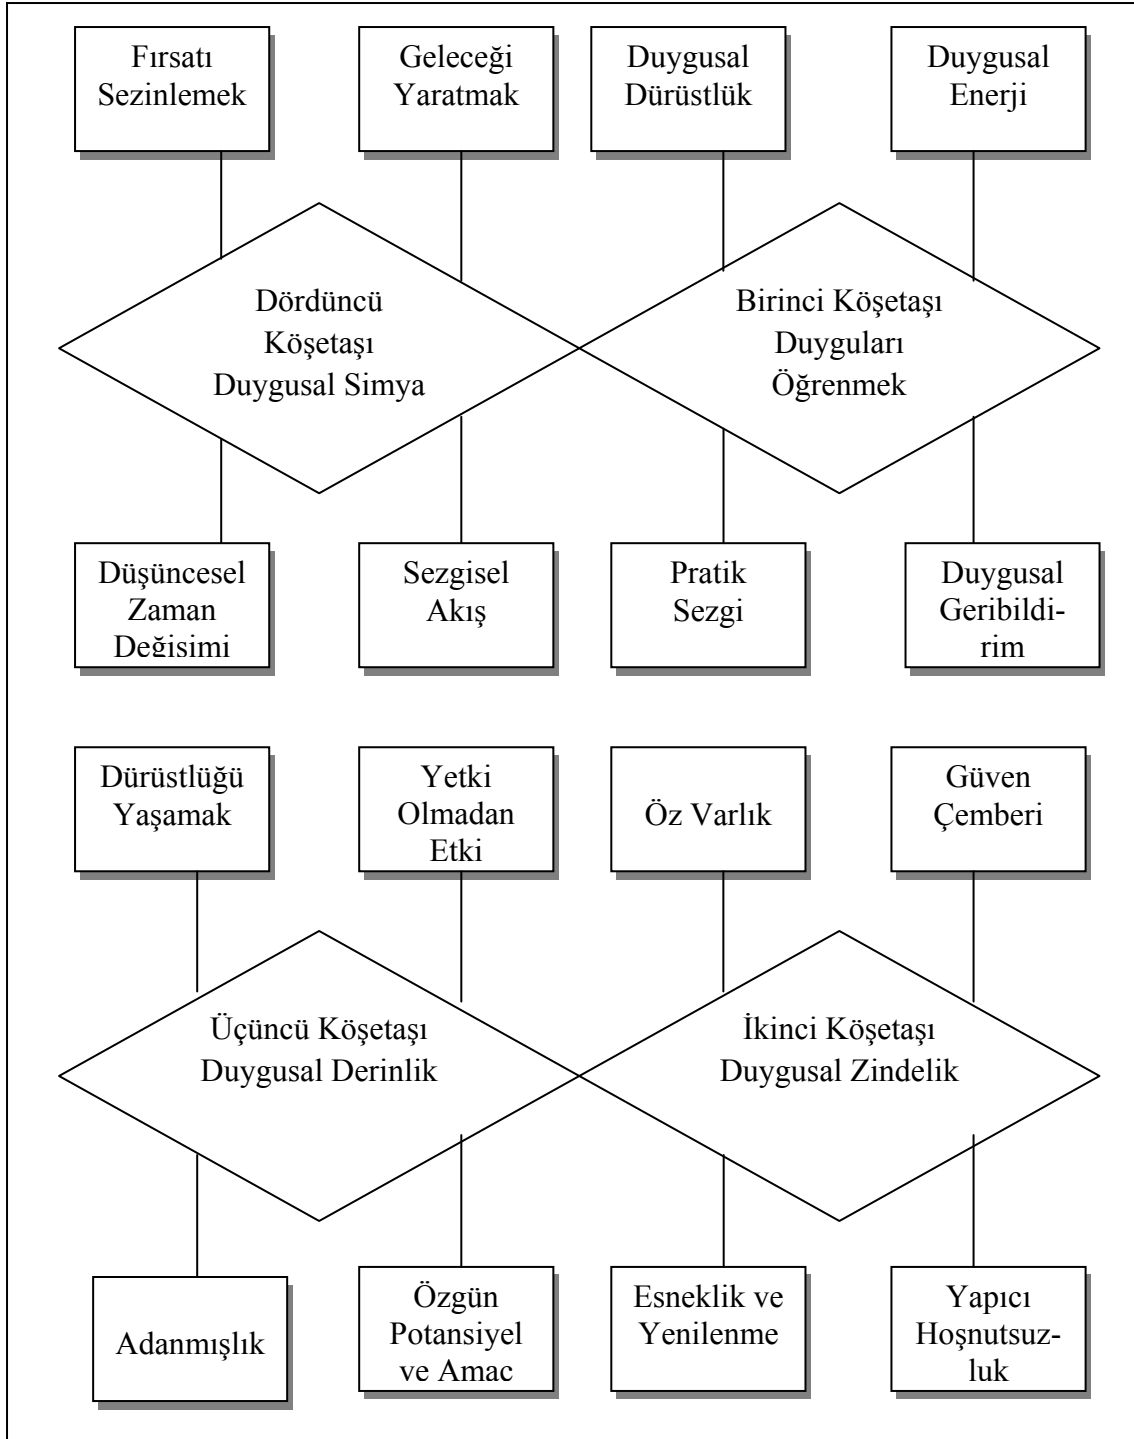 Fırsatı
Sezinlemek
Geleceği
Yaratmak
Duygusal
Dürüstlük
Duygusal
Enerji
Dördüncü
Köşetaşı
Duygusal Simya
Birinci Köşetaşı
Duyguları
Öğrenmek
Düşüncesel
Zaman
Değişimi
Sezgisel
Akış
Pratik
Sezgi
Duygusal
Geribildi-
rim
Dürüstlüğü
Yaşamak
Yetki
Olmadan
Etki
Öz Varlık
Güven
Çemberi
Üçüncü Köşetaşı
Duygusal Derinlik
İkinci Köşetaşı
Duygusal Zindelik
Adanmışlık
Özgün
Potansiyel
ve Amaç
Esneklik ve
Yenilenme
Yapıcı
Hoşnutsuz-
luk